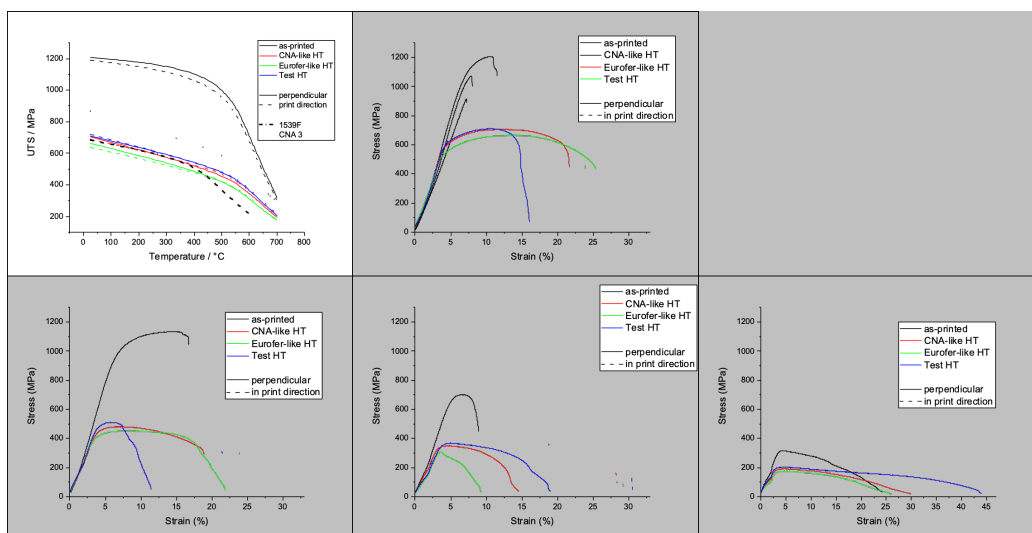 1200
1000
800
600
400
200
UTS / MPa
0 100 200 300 400 500 600 700 800
Temperature / °C
as-printed
CNA-like HT
Eurofer-like HT
Test HT
perpendicular
print direction
1539F
CNA 3
1200
1000
800
600
400
200
0
Stress (MPa)
0 5 10 15 20 25 30
Strain (%)
as-printed
CNA-like HT
Eurofer-like HT
Test HT
perpendicular
in print direction
1200
1000
800
600
400
200
0
Stress (MPa)
0 5 10 15 20 25 30
Strain (%)
as-printed
CNA-like HT
Eurofer-like HT
Test HT
perpendicular
in print direction
1200
1000
800
600
400
200
0
Stress (MPa)
0 5 10 15 20 25 30
Strain (%)
as-printed
CNA-like HT
Eurofer-like HT
Test HT
perpendicular
in print direction
1200
1000
800
600
400
200
0
Stress (MPa)
0 5 10 15 20 25 30 35 40 45
Strain (%)
as-printed
CNA-like HT
Eurofer-like HT
Test HT
perpendicular
in print direction